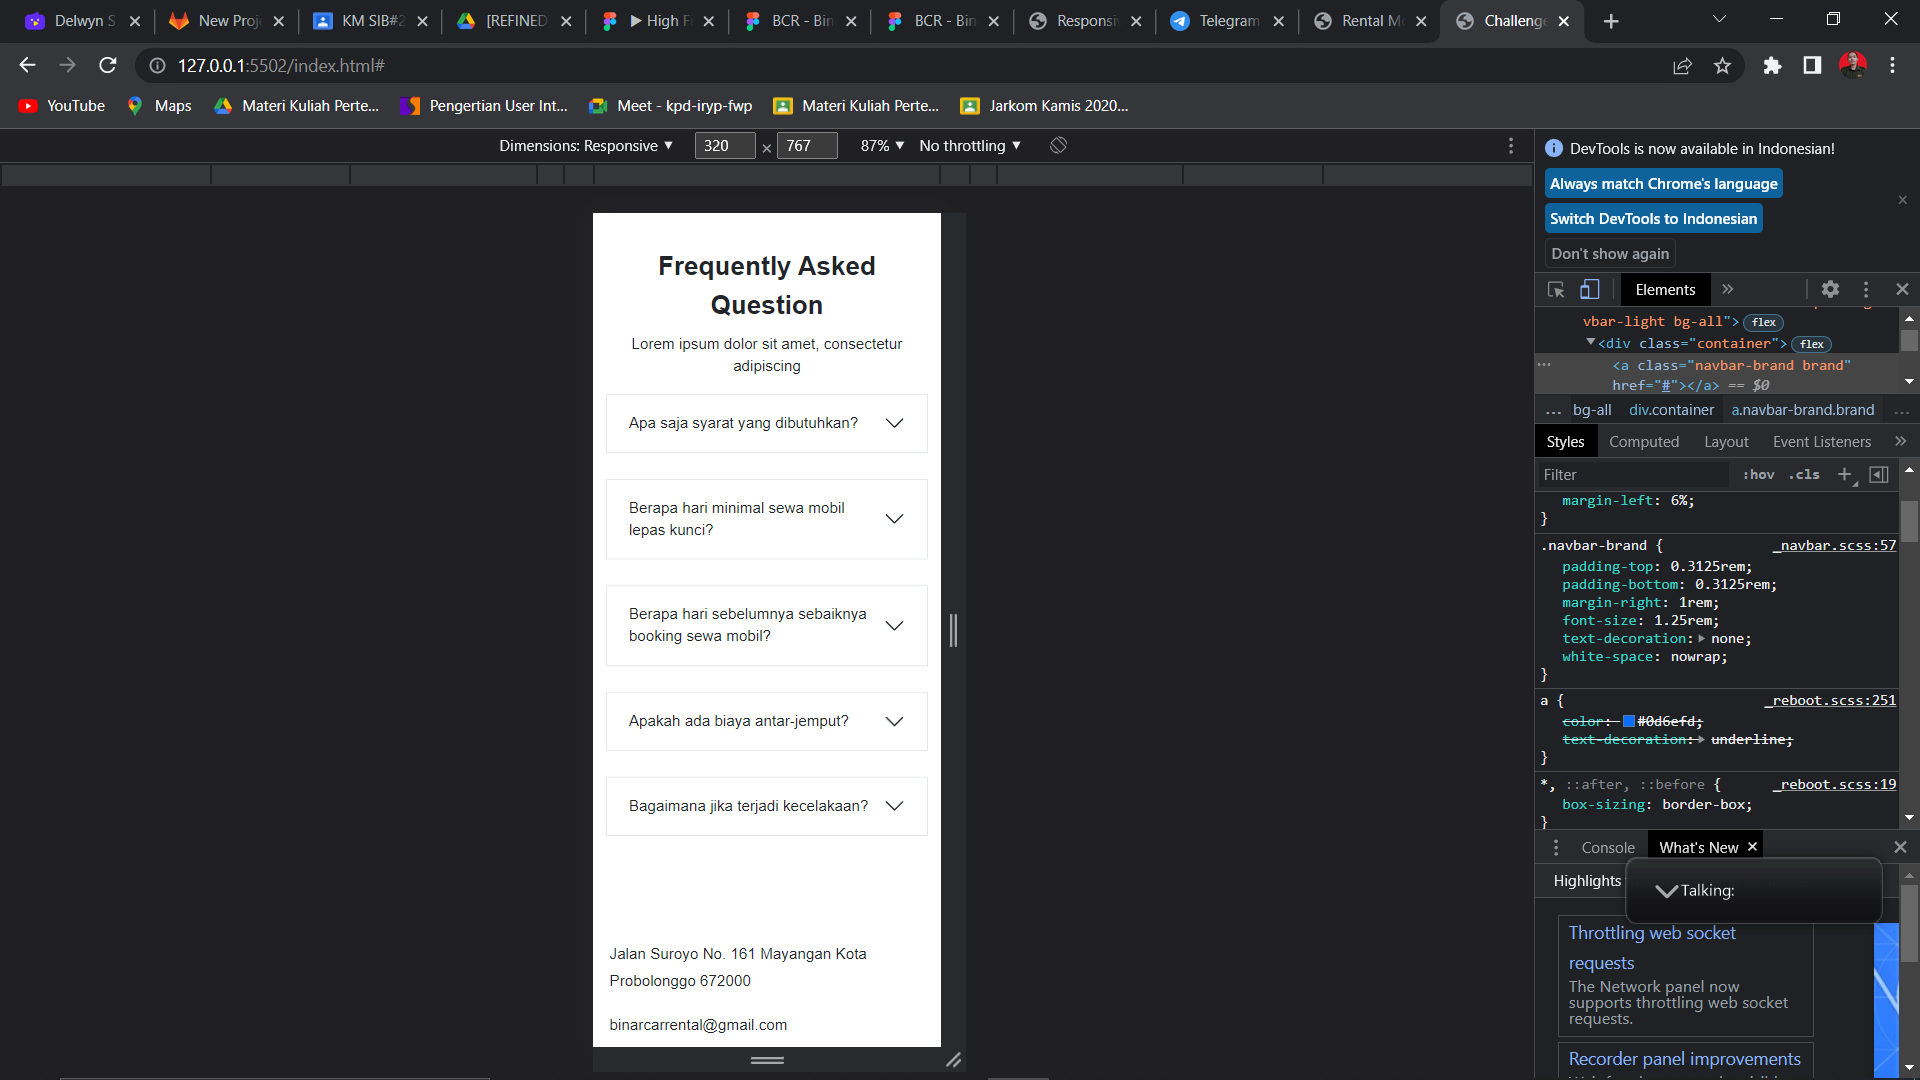 Delwyn S
New Proj
KM SIB#2
[REFINED
▶ High F
BCR - Bin
BCR - Bin
Responsiv
Telegram
Rental M
Challenge
127.0.0.1:5502/index.html#
YouTube
Maps
Materi Kuliah Perte...
Pengertian User Int...
Meet - kpd-iryp-fwp
Materi Kuliah Perte...
Jarkom Kamis 2020...
Dimensions: Responsive ▼ 320 × 767 87% ▼ No throttling ▼
Frequently Asked
Question
Lorem ipsum dolor sit amet, consectetur
adipiscing
Apa saja syarat yang dibutuhkan?
Berapa hari minimal sewa mobil
lepas kunci?
Berapa hari sebelumnya sebaiknya
booking sewa mobil?
Apakah ada biaya antar-jemput?
Bagaimana jika terjadi kecelakaan?
Jalan Suroyo No. 161 Mayangan Kota
Probolonggo 672000
binarcarrental@gmail.com
DevTools is now available in Indonesian!
Always match Chrome's language
Switch DevTools to Indonesian
Don't show again
Elements »
vbar-light bg-all"> flex
▼<div class="container"> flex
<a class="navbar-brand brand"
href="#"></a> == $0
... bg-all div.container a.navbar-brand.brand ...
Styles Computed Layout Event Listeners »
Filter :hov .cls +
margin-left: 6%;
}
.navbar-brand { _navbar.scss:57
padding-top: 0.3125rem;
padding-bottom: 0.3125rem;
margin-right: 1rem;
font-size: 1.25rem;
text-decoration: ▶ none;
white-space: nowrap;
}
a { _reboot.scss:251
color: #0d6efd;
text-decoration: ▶ underline;
}
*, ::after, ::before { _reboot.scss:19
box-sizing: border-box;
}
Console What's New ×
Highlights
Talking:
Throttling web socket
requests
The Network panel now
supports throttling web socket
requests.
Recorder panel improvements